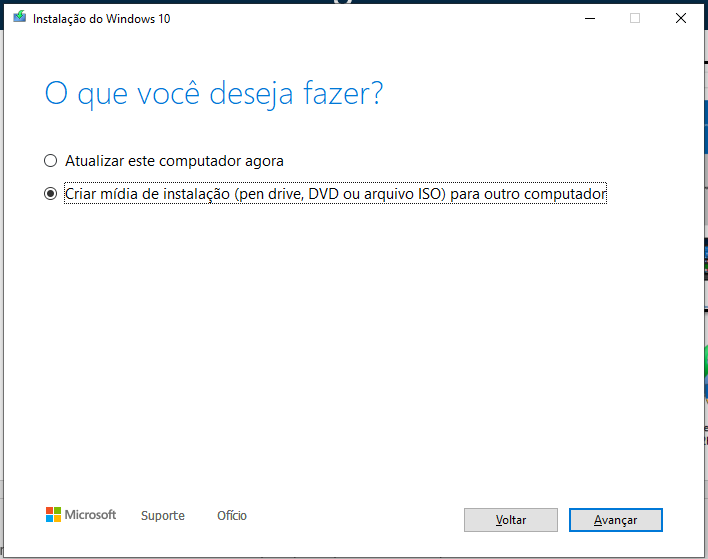 Instalação do Windows 10
O que você deseja fazer?
Atualizar este computador agora
Criar mídia de instalação (pen drive, DVD ou arquivo ISO) para outro computador
Microsoft Suporte Ofício
Voltar Avançar